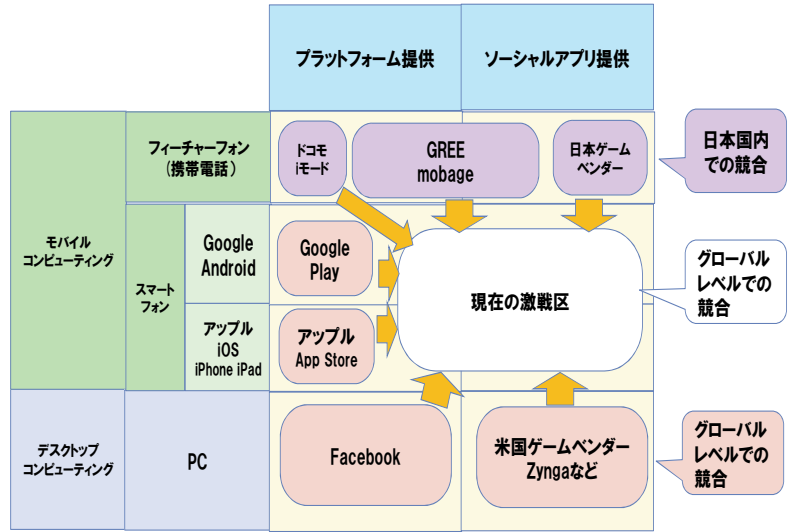 プラットフォーム提供
ソーシャルアプリ提供
フィーチャーフォン
(携帯電話)
ドコモ
iモード
GREE
mobage
日本ゲーム
ベンダー
日本国内
での競合
モバイル
コンピューティング
スマート
フォン
Google
Android
Google
Play
現在の激戦区
グローバル
レベルでの
競合
アップル
iOS
iPhone iPad
アップル
App Store
デスクトップ
コンピューティング
PC
Facebook
米国ゲームベンダー
Zyngaなど
グローバル
レベルでの
競合